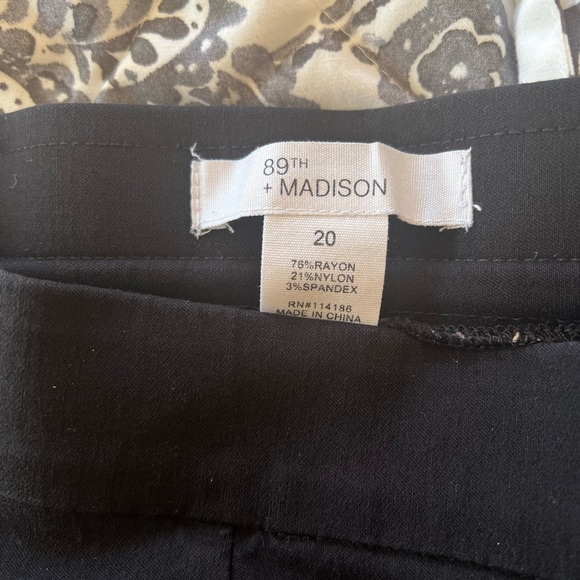 89TH
+ MADISON
20
76%RAYON
21%NYLON
3%SPANDEX
RN#114186
MADE IN CHINA